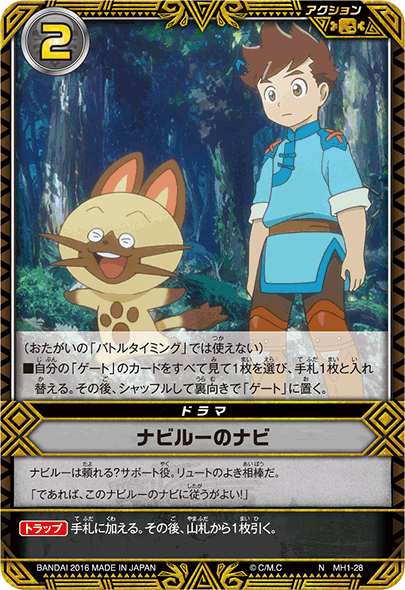 アクション
2
(おたがいの「バトルタイミング」では使えない)
■自分の「ゲート」のカードをすべて見て1枚を選び、手札1枚と入れ
替える。その後、シャッフルして裏向きで「ゲート」に置く。
ドラマ
ナビルーのナビ
ナビルーは頼れる?サポート役。リュートのよき相棒だ。
「であれば、このナビルーのナビに従うがよい!」
トラップ 手札に加える。その後、山札から1枚引く。
BANDAI 2016 MADE IN JAPAN © C/M.C N MH1-28